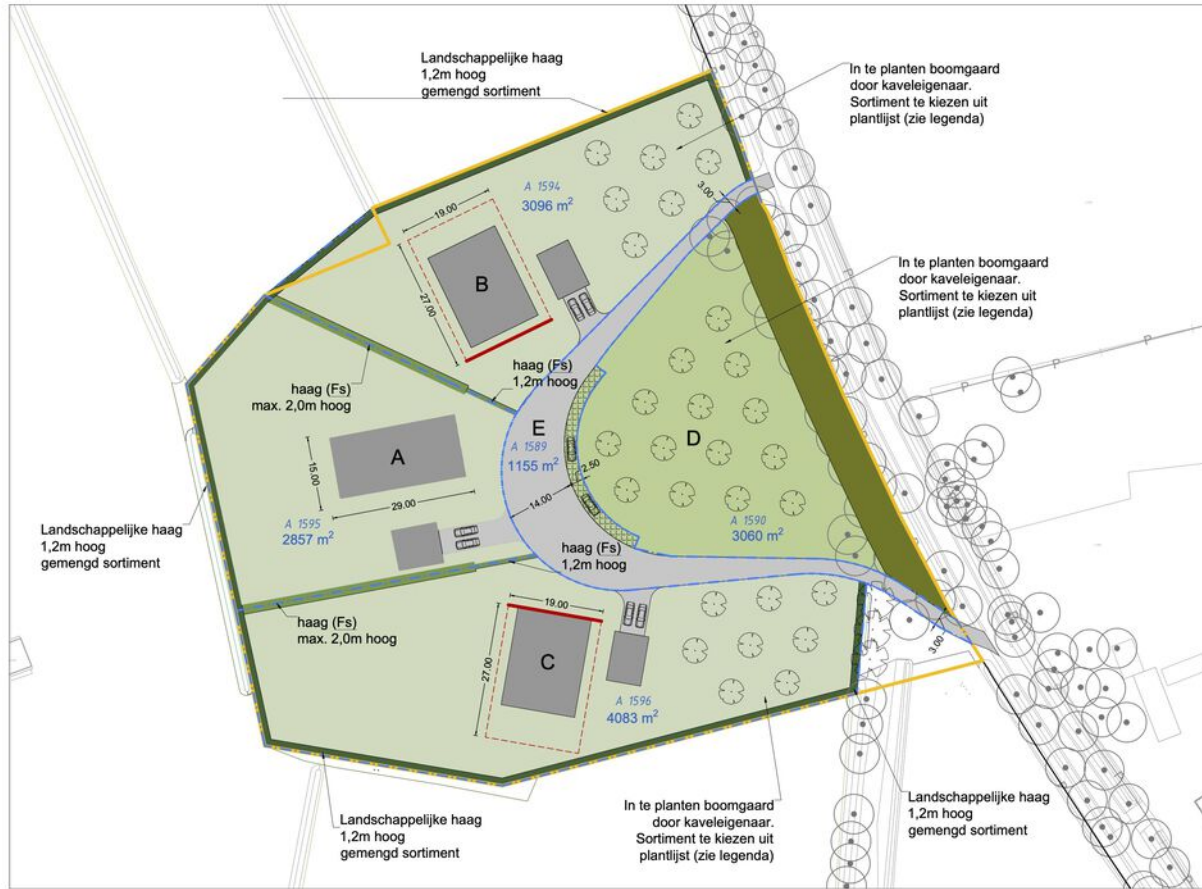 Landschappelijke haag
1,2m hoog
gemengd sortiment
In te planten boomgaard
door kaveleigenaar.
Sortiment te kiezen uit
plantlijst (zie legenda)
A 1594
3096 m²
19.00
27.00
B
3.00
In te planten boomgaard
door kaveleigenaar.
Sortiment te kiezen uit
plantlijst (zie legenda)
haag (Fs)
max. 2,0m hoog
haag (Fs)
1,2m hoog
P
P
P
E
A 1589
1155 m²
D
A
15.00
29.00
14.00
2.50
A 1595
2857 m²
A 1590
3060 m²
Landschappelijke haag
1,2m hoog
gemengd sortiment
haag (Fs)
1,2m hoog
haag (Fs)
max. 2,0m hoog
19.00
27.00
C
3.00
A 1596
4083 m²
Landschappelijke haag
1,2m hoog
gemengd sortiment
In te planten boomgaard
door kaveleigenaar.
Sortiment te kiezen uit
plantlijst (zie legenda)
Landschappelijke haag
1,2m hoog
gemengd sortiment